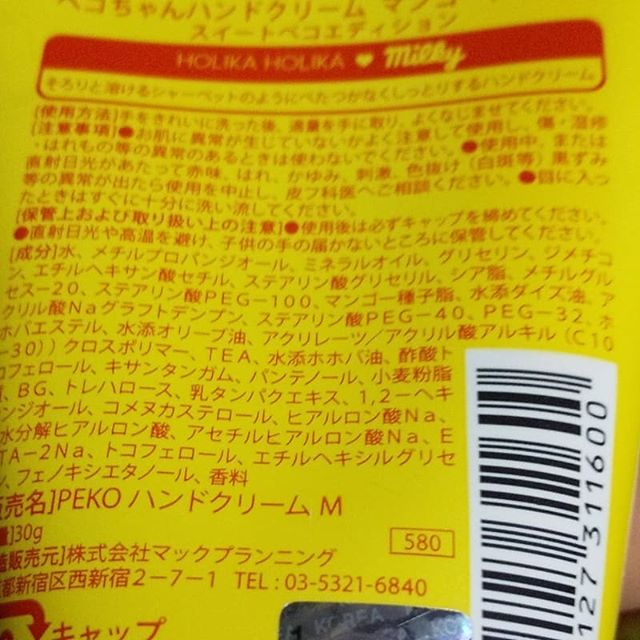 ペコちゃんハンドクリーム マンゴ
スイートペコエディション
HOLIKA HOLIKA ♥ Milky
そろりと溶けるシャーベットのようにべたつかなくしっとりするハンドクリーム
[使用方法]手をきれいに洗った後、適量を手に取り、よくなじませてください。
[注意事項]●お肌に異常が生じていないかよく注意して使用し、傷・湿疹
・はれもの等の異常のあるときは使わないでください。●使用中、または
直射日光があたって赤味、はれ、かゆみ、刺激、色抜け(白斑等)黒ずみ
等の異常が出たら使用を中止し、皮フ科医へご相談ください。●目に入っ
たときはすぐに十分に洗い流してください。
[保管上および取り扱い上の注意]●使用後は必ずキャップを締めてください。
●直射日光や高温を避け、子供の手の届かないところに保管してください。
[成分]水、メチルプロパンジオール、ミネラルオイル、グリセリン、ジメチコ
ン、エチルヘキサン酸セチル、ステアリン酸グリセリル、シア脂、メチルグル
セスー20、ステアリン酸PEG－100、マンゴー種子脂、水添ダイズ油、ア
クリル酸Naグラフトデンプン、ステアリン酸PEG－40、PEG－32、ホ
ホバエステル、水添オリーブ油、アクリレーツ／アクリル酸アルキル(C10
－30))クロスポリマー、TEA、水添ホホバ油、酢酸ト
コフェロール、キサンタンガム、パンテノール、小麦粉脂
、BG、トレハロース、乳タンパクエキス、1,2－ヘキ
ンジオール、コメヌカステロール、ヒアルロン酸Na、
水分解ヒアルロン酸、アセチルヒアルロン酸Na、E
TA－2Na、トコフェロール、エチルヘキシルグリセ
、フェノキシエタノール、香料
売名]PEKO ハンドクリーム M
量]30g
580
販売元]株式会社マックプランニング
都新宿区西新宿2－7－1 TEL：03-5321-6840
キャップ
KOREA
127311600